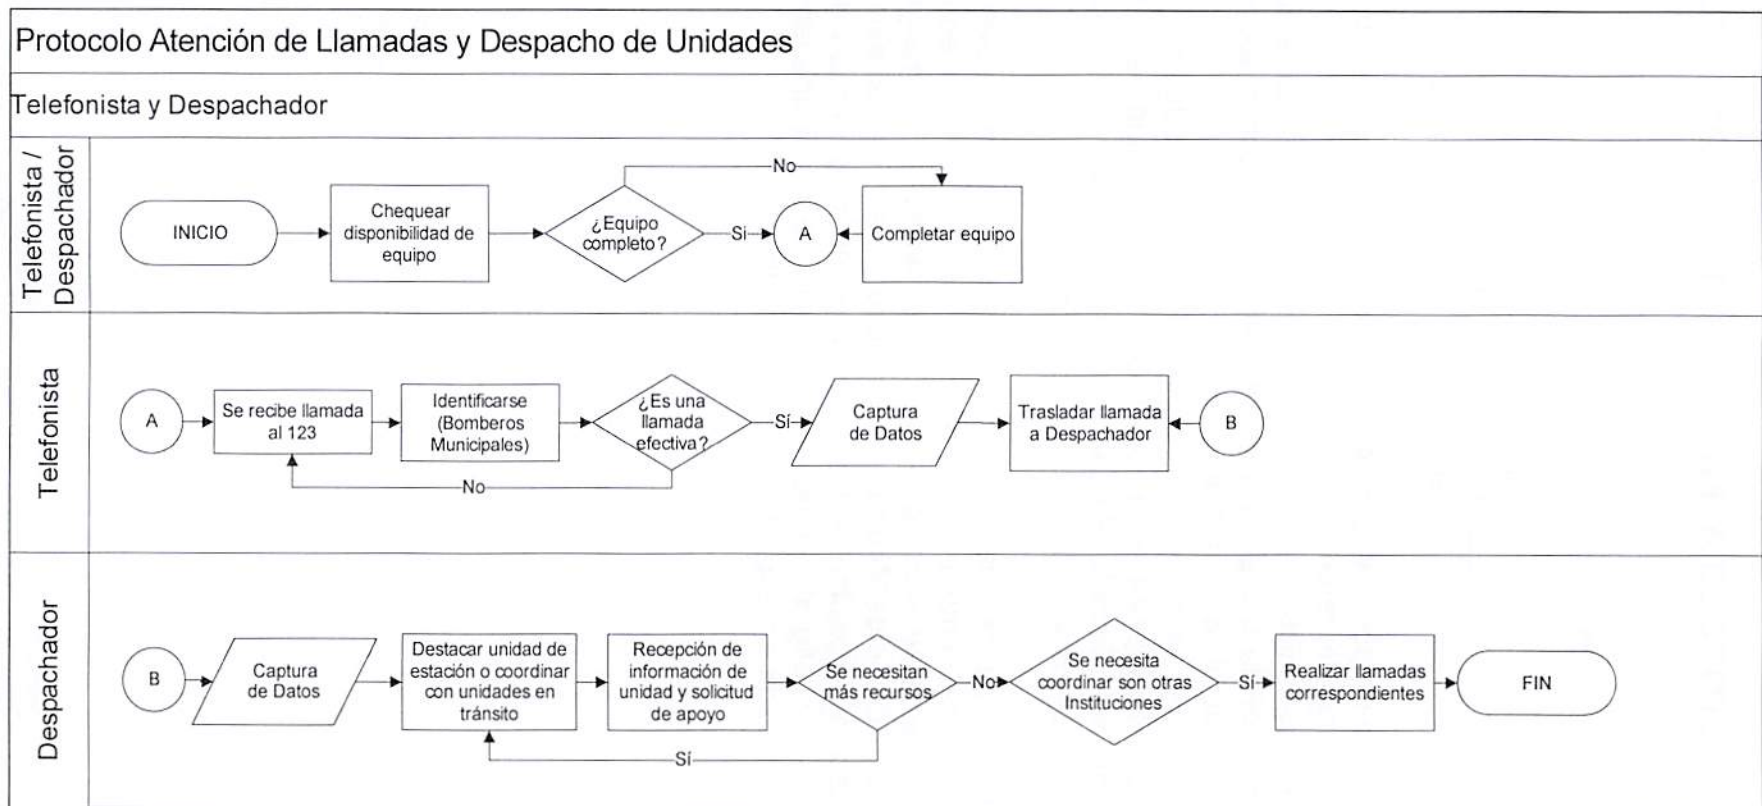 Protocolo Atención de Llamadas y Despacho de Unidades
Telefonista y Despachador
Telefonista /
Despachador
INICIO
Chequear
disponibilidad de
equipo
¿Equipo
completo?
No
Si
A
Completar equipo
Telefonista
A
Se recibe llamada
al 123
Identificarse
(Bomberos
Municipales)
¿Es una
llamada
efectiva?
No
Sí
Captura
de Datos
Trasladar llamada
a Despachador
B
Despachador
B
Captura
de Datos
Destacar unidad de
estación o coordinar
con unidades en
tránsito
Recepción de
información de
unidad y solicitud
de apoyo
Se necesitan
más recursos
Sí
No
Se necesita
coordinar son otras
Instituciones
Sí
Realizar llamadas
correspondientes
FIN